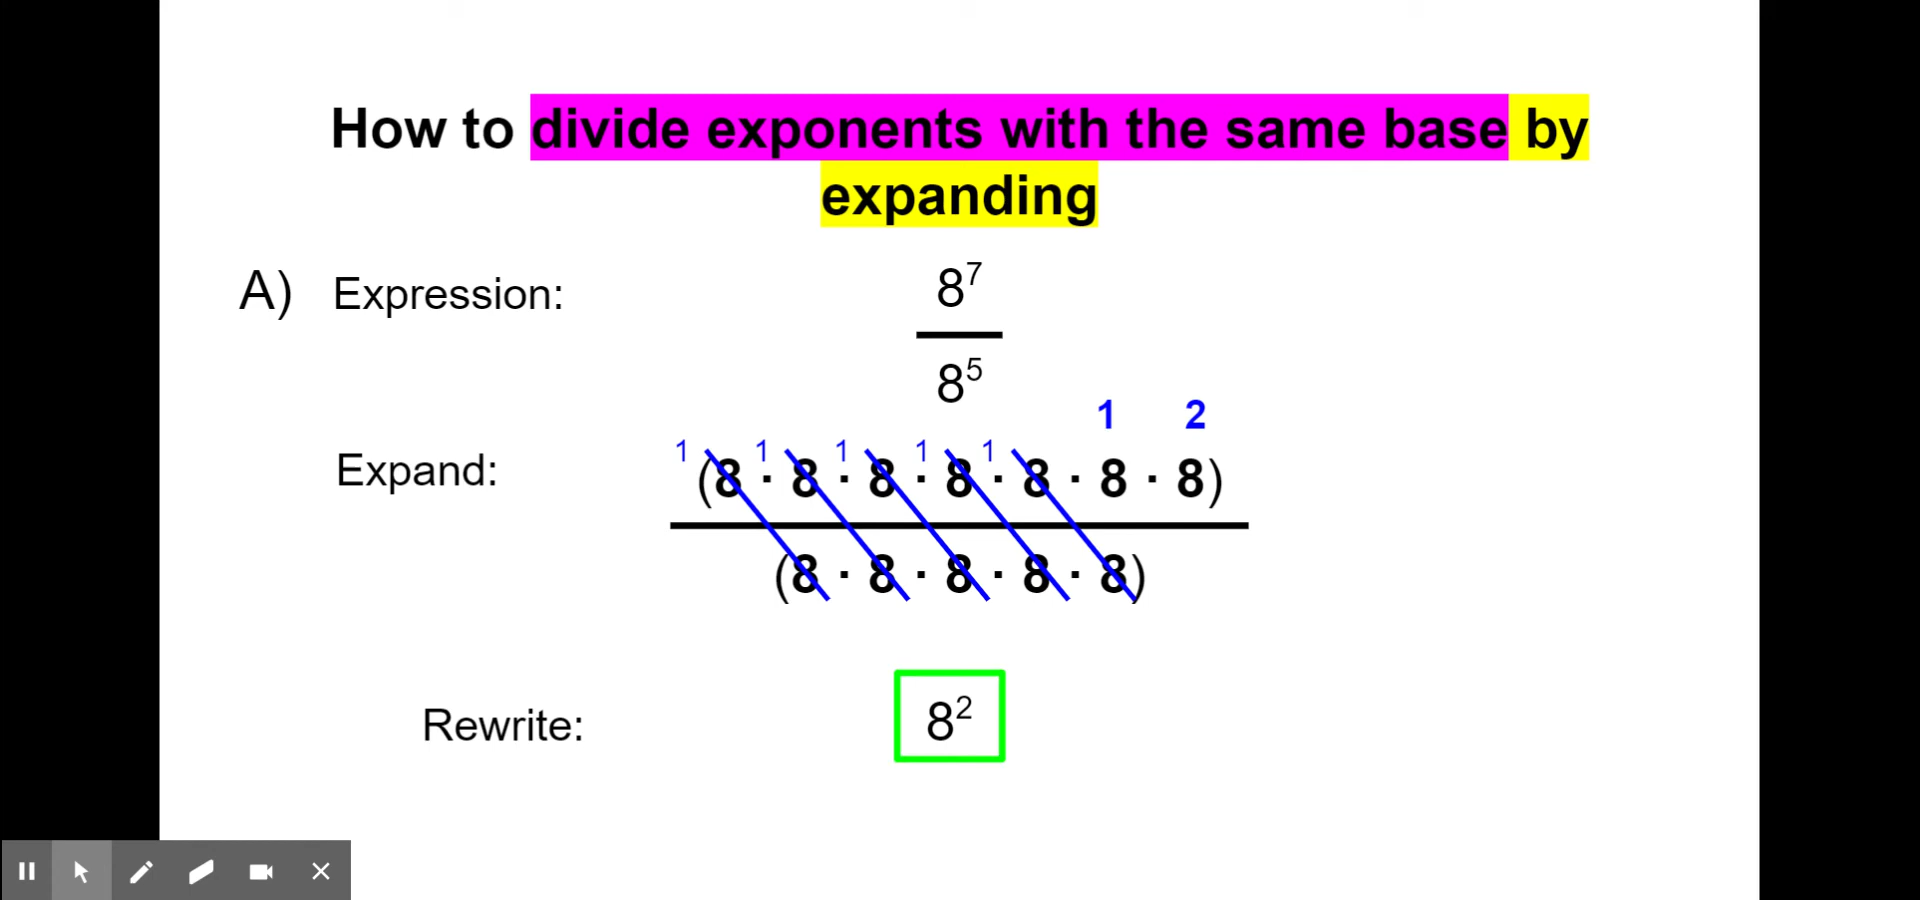 How to divide exponents with the same base by
expanding
A) Expression:
8⁷
8⁵
1 2
Expand:
1 1 1 1 1
(8 · 8 · 8 · 8 · 8 · 8 · 8)
(8 · 8 · 8 · 8 · 8)
Rewrite: 8²